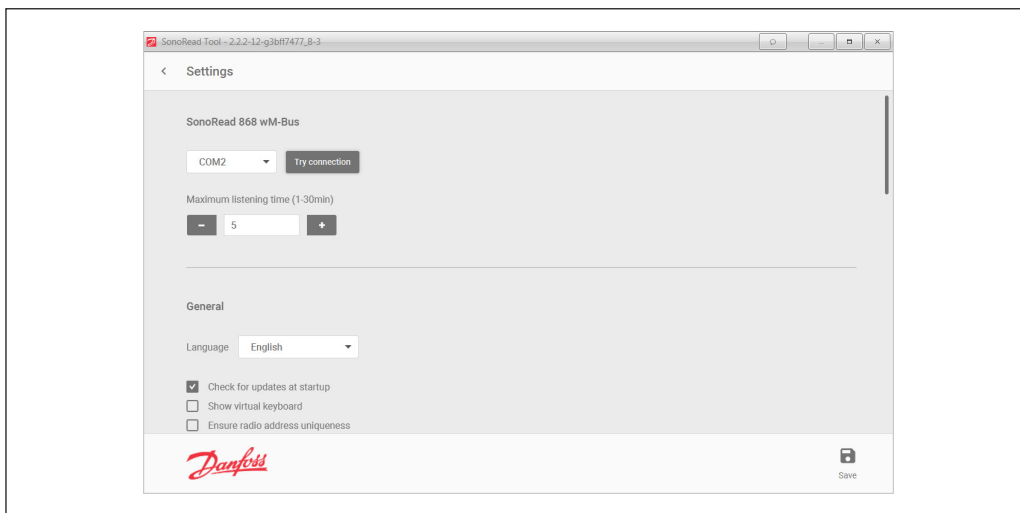 SonoRead Tool - 2.2.2-12-g3bff7477_B-3
Settings
SonoRead 868 wM-Bus
COM2 Try connection
Maximum listening time (1-30min)
− 5 +
General
Language English
Check for updates at startup
Show virtual keyboard
Ensure radio address uniqueness
Danfoss
Save